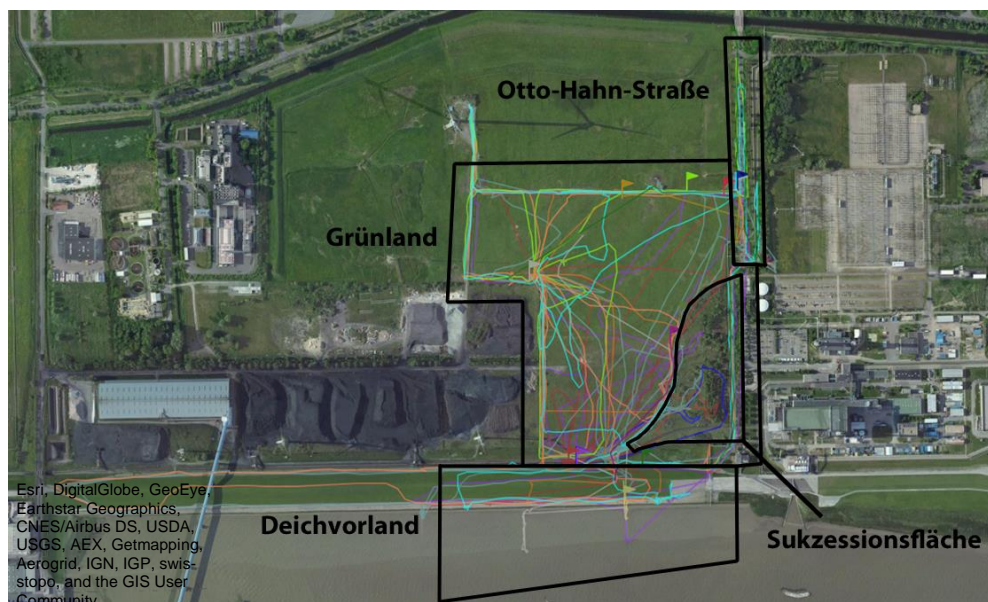 Otto-Hahn-Straße
Grünland
Esri, DigitalGlobe, GeoEye,
Earthstar Geographics,
CNES/Airbus DS, USDA,
USGS, AEX, Getmapping,
Aerogrid, IGN, IGP, swis-
stopo, and the GIS User
Community
Deichvorland
Sukzessionsfläche